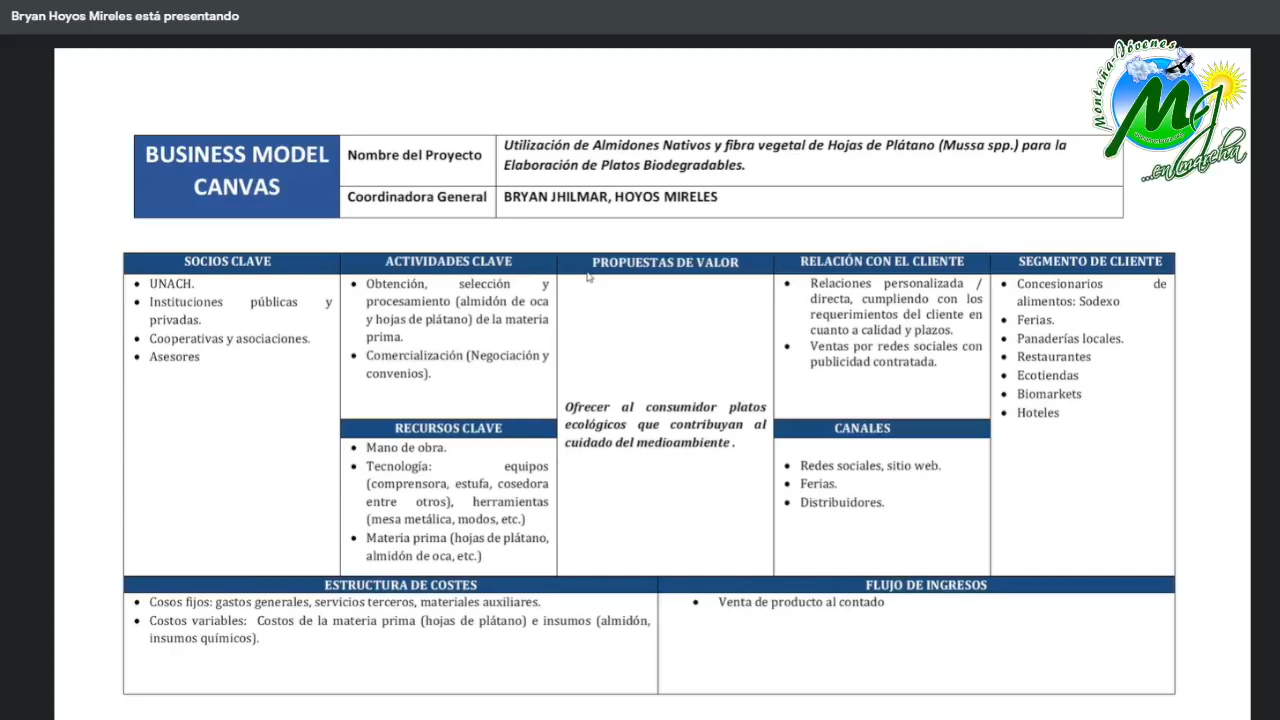 Bryan Hoyos Mireles está presentando
Montaña-Jóvenes
MJ
...en marcha
BUSINESS MODEL
CANVAS
Nombre del Proyecto
Utilización de Almidones Nativos y fibra vegetal de Hojas de Plátano (Mussa spp.) para la
Elaboración de Platos Biodegradables.
Coordinadora General
BRYAN JHILMAR, HOYOS MIRELES
SOCIOS CLAVE
• UNACH.
• Instituciones públicas y
privadas.
• Cooperativas y asociaciones.
• Asesores
ACTIVIDADES CLAVE
• Obtención, selección y
procesamiento (almidón de oca
y hojas de plátano) de la materia
prima.
• Comercialización (Negociación y
convenios).
RECURSOS CLAVE
• Mano de obra.
• Tecnología: equipos
(comprensora, estufa, cosedora
entre otros), herramientas
(mesa metálica, modos, etc.)
• Materia prima (hojas de plátano,
almidón de oca, etc.)
PROPUESTAS DE VALOR
Ofrecer al consumidor platos
ecológicos que contribuyan al
cuidado del medioambiente .
RELACIÓN CON EL CLIENTE
• Relaciones personalizada /
directa, cumpliendo con los
requerimientos del cliente en
cuanto a calidad y plazos.
• Ventas por redes sociales con
publicidad contratada.
CANALES
• Redes sociales, sitio web.
• Ferias.
• Distribuidores.
SEGMENTO DE CLIENTE
• Concesionarios de
alimentos: Sodexo
• Ferias.
• Panaderías locales.
• Restaurantes
• Ecotiendas
• Biomarkets
• Hoteles
ESTRUCTURA DE COSTES
• Cosos fijos: gastos generales, servicios terceros, materiales auxiliares.
• Costos variables: Costos de la materia prima (hojas de plátano) e insumos (almidón,
insumos químicos).
FLUJO DE INGRESOS
• Venta de producto al contado